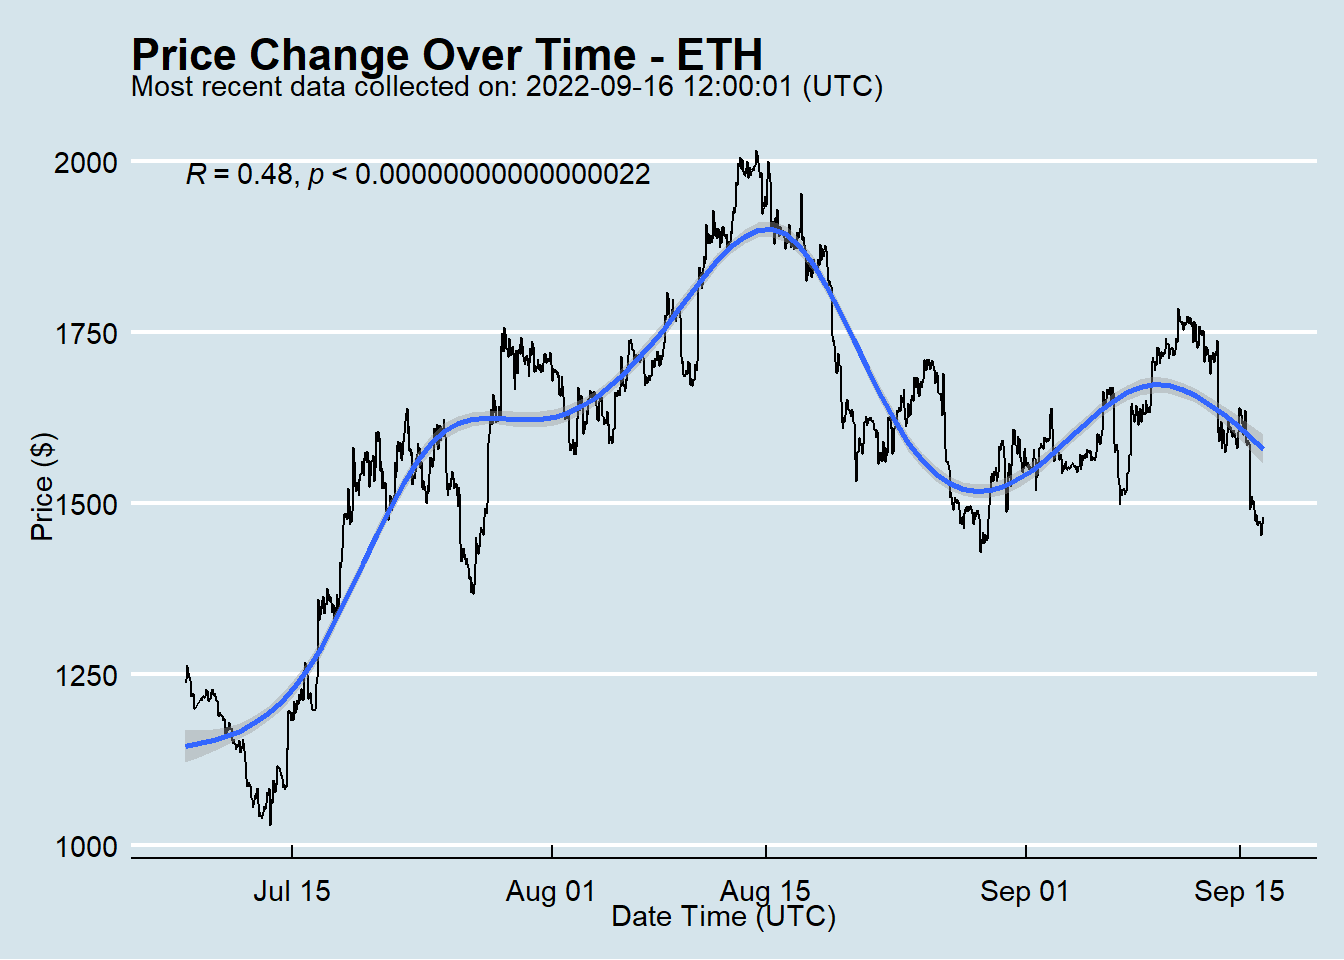 Price Change Over Time - ETH
Most recent data collected on: 2022-09-16 12:00:01 (UTC)
R = 0.48, p < 0.00000000000000022
2000
1750
1500
1250
1000
Price ($)
Jul 15 Aug 01 Aug 15 Sep 01 Sep 15
Date Time (UTC)